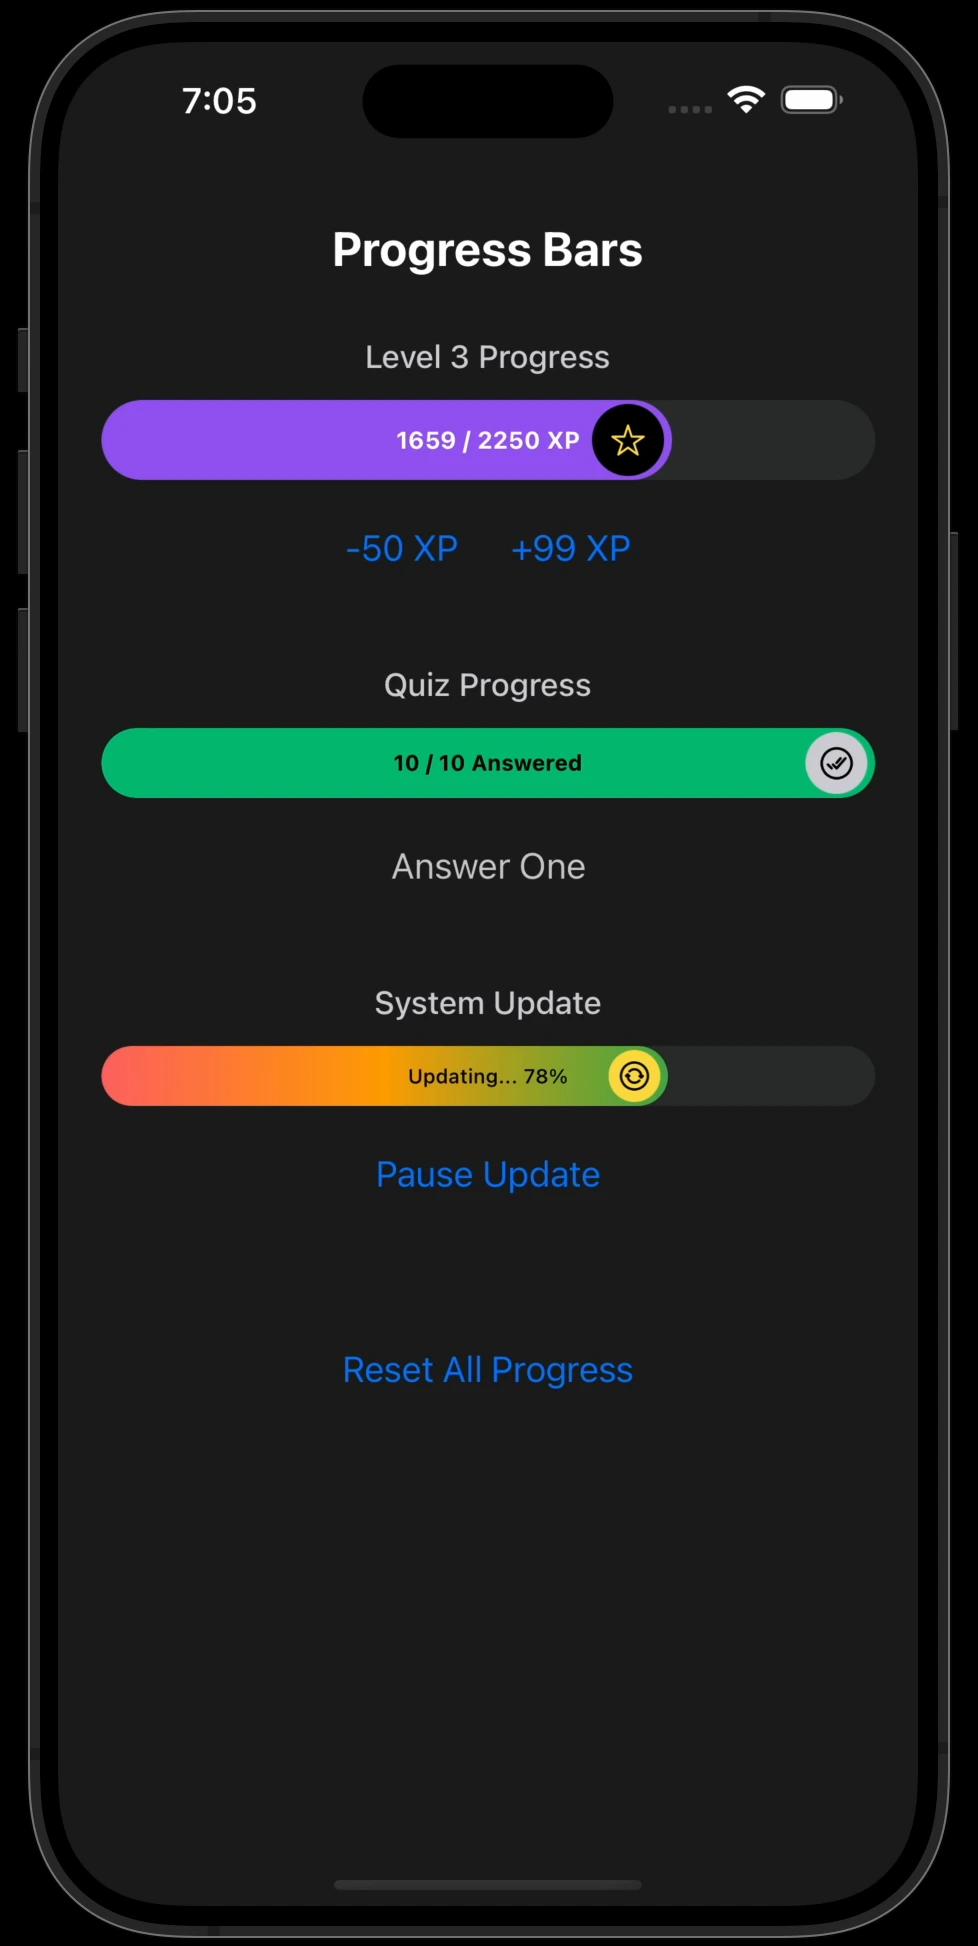 7:05
Progress Bars
Level 3 Progress
1659 / 2250 XP
-50 XP +99 XP
Quiz Progress
10 / 10 Answered
Answer One
System Update
Updating... 78%
Pause Update
Reset All Progress